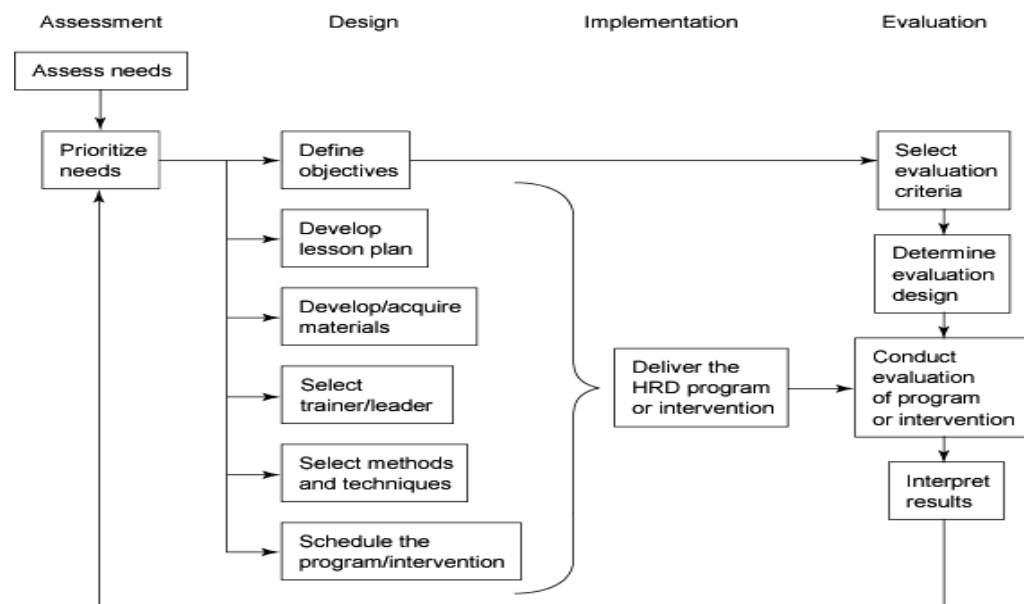 Assessment
Design
Implementation
Evaluation
Assess needs
Prioritize
needs
Define
objectives
Develop
lesson plan
Develop/acquire
materials
Select
trainer/leader
Select methods
and techniques
Schedule the
program/intervention
Deliver the
HRD program
or intervention
Select
evaluation
criteria
Determine
evaluation
design
Conduct
evaluation
of program
or intervention
Interpret
results